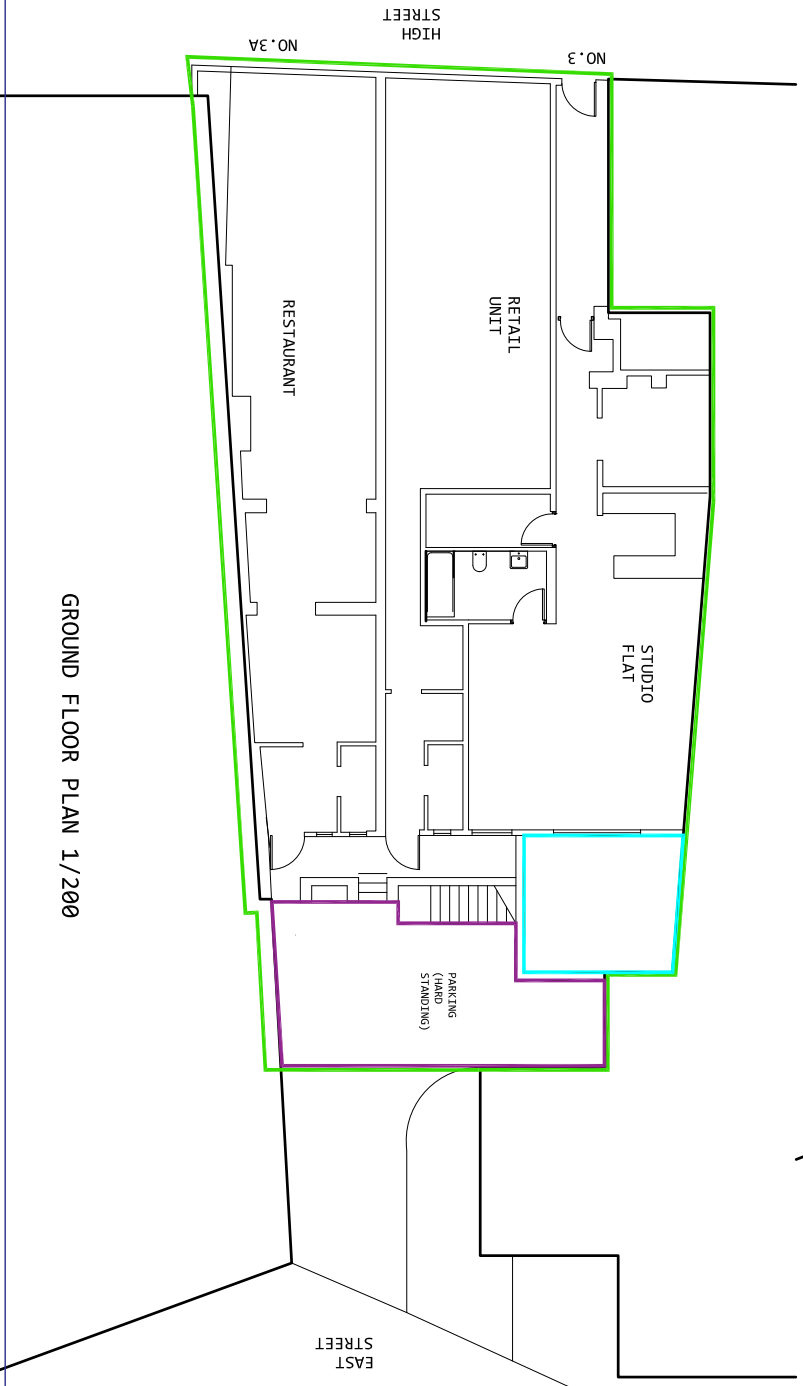 HIGH
STREET
NO.3A
NO.3
RESTAURANT
RETAIL
UNIT
STUDIO
FLAT
PARKING
(HARD
STANDING)
GROUND FLOOR PLAN 1/200
EAST
STREET